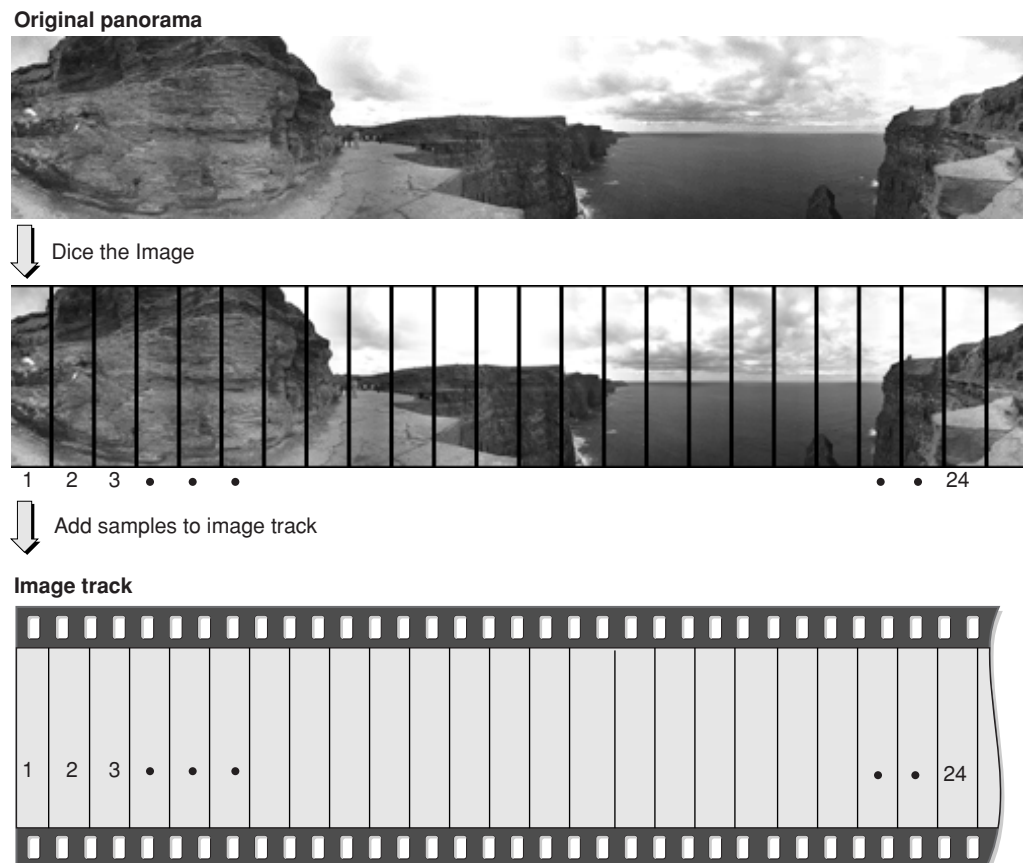 Original panorama
Dice the Image
1 2 3 • • • • • 24
Add samples to image track
Image track
1 2 3 • • • • • 24